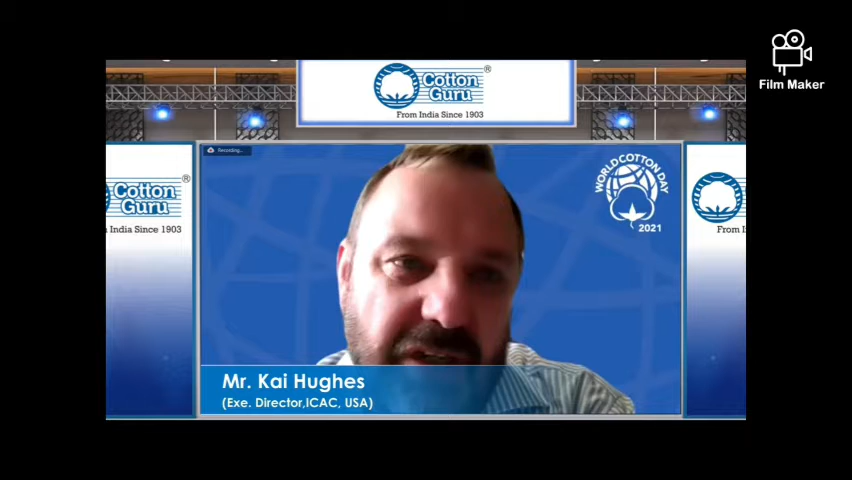 Film Maker
Cotton
Guru
®
From India Since 1903
Recording...
WORLD COTTON DAY
2021
Cotton
Guru
®
n India Since 1903
From I
Mr. Kai Hughes
(Exe. Director,ICAC, USA)